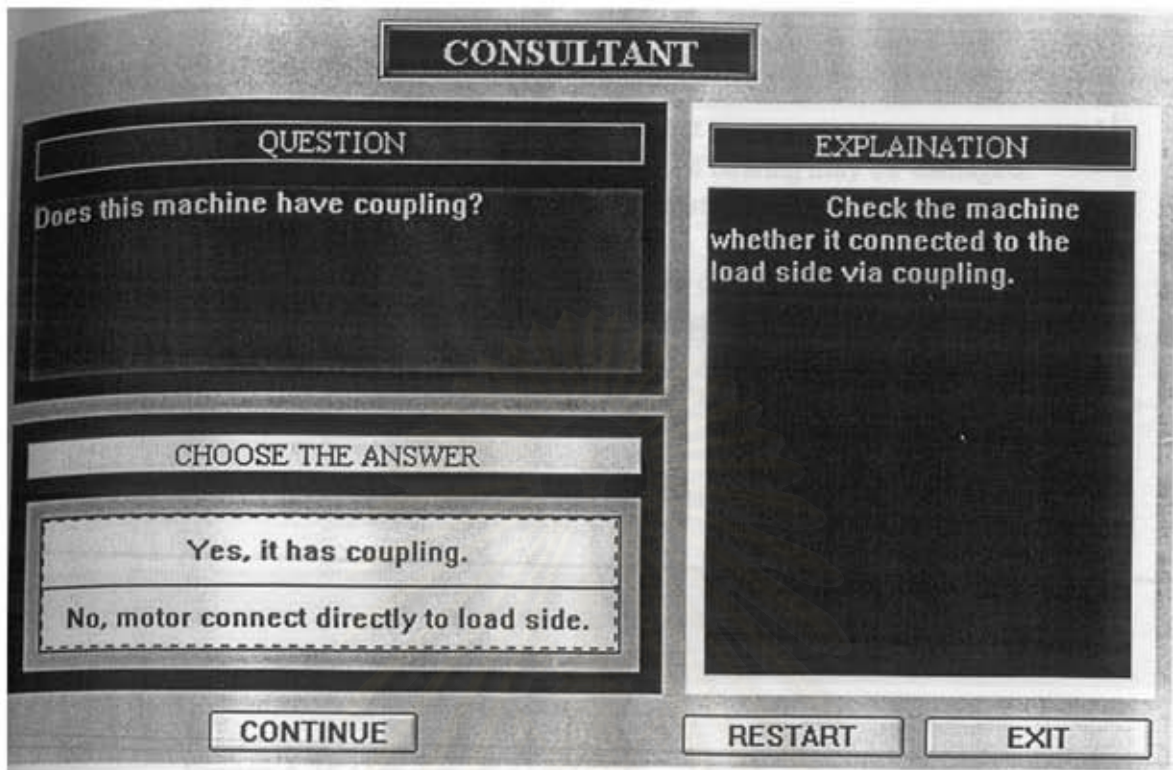 CONSULTANT
QUESTION
Does this machine have coupling?
CHOOSE THE ANSWER
Yes, it has coupling.
No, motor connect directly to load side.
EXPLAINATION
Check the machine
whether it connected to the
load side via coupling.
CONTINUE
RESTART
EXIT